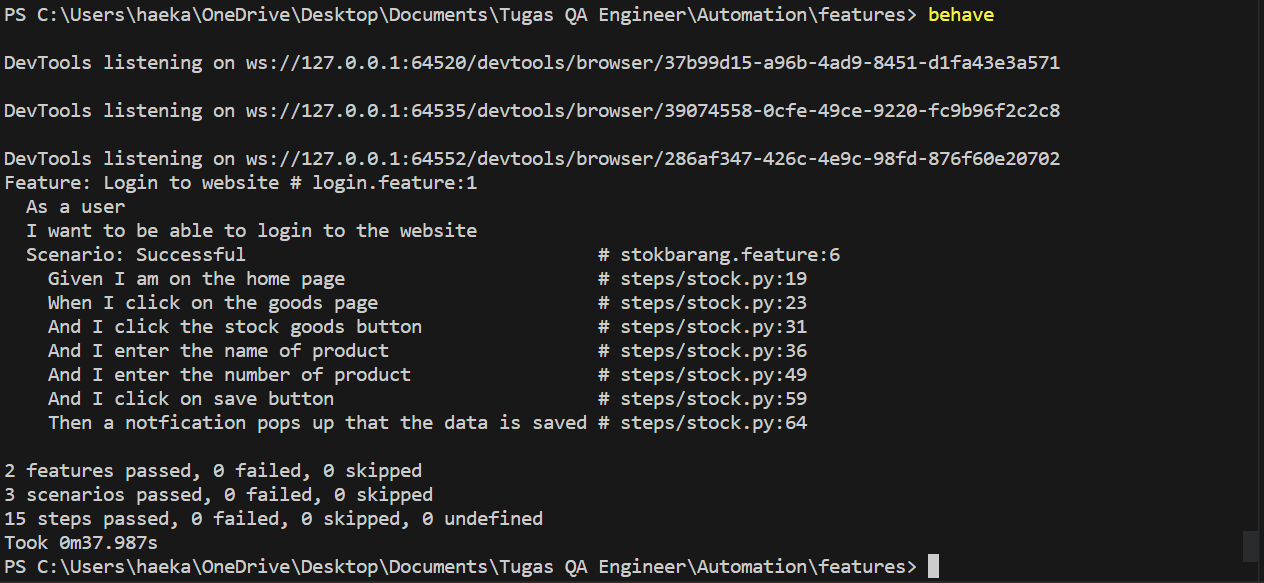 PS C:\Users\haeka\OneDrive\Desktop\Documents\Tugas QA Engineer\Automation\features> behave
DevTools listening on ws://127.0.0.1:64520/devtools/browser/37b99d15-a96b-4ad9-8451-d1fa43e3a571
DevTools listening on ws://127.0.0.1:64535/devtools/browser/39074558-0cfe-49ce-9220-fc9b96f2c2c8
DevTools listening on ws://127.0.0.1:64552/devtools/browser/286af347-426c-4e9c-98fd-876f60e20702
Feature: Login to website # login.feature:1
As a user
I want to be able to login to the website
Scenario: Successful # stokbarang.feature:6
Given I am on the home page # steps/stock.py:19
When I click on the goods page # steps/stock.py:23
And I click the stock goods button # steps/stock.py:31
And I enter the name of product # steps/stock.py:36
And I enter the number of product # steps/stock.py:49
And I click on save button # steps/stock.py:59
Then a notfication pops up that the data is saved # steps/stock.py:64
2 features passed, 0 failed, 0 skipped
3 scenarios passed, 0 failed, 0 skipped
15 steps passed, 0 failed, 0 skipped, 0 undefined
Took 0m37.987s
PS C:\Users\haeka\OneDrive\Desktop\Documents\Tugas QA Engineer\Automation\features>